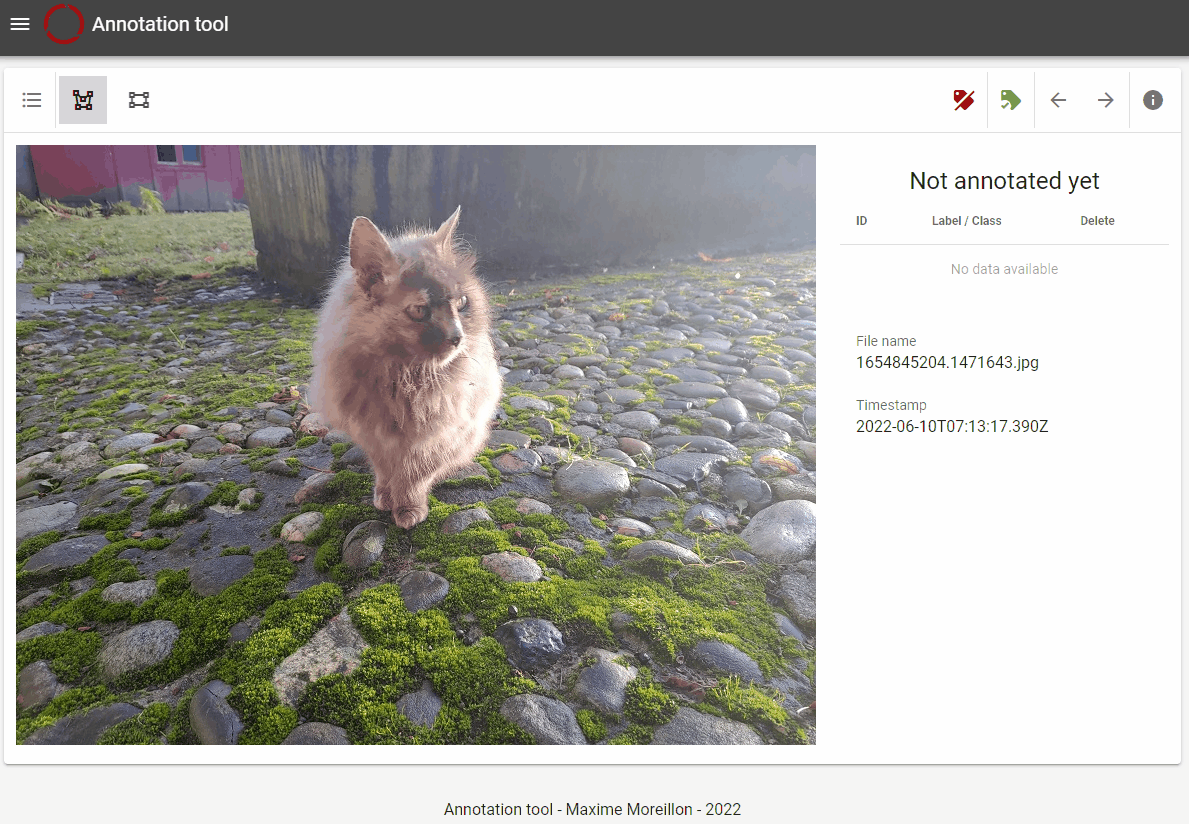 Annotation tool
Not annotated yet
ID Label / Class Delete
No data available
File name
1654845204.1471643.jpg
Timestamp
2022-06-10T07:13:17.390Z
Annotation tool - Maxime Moreillon - 2022